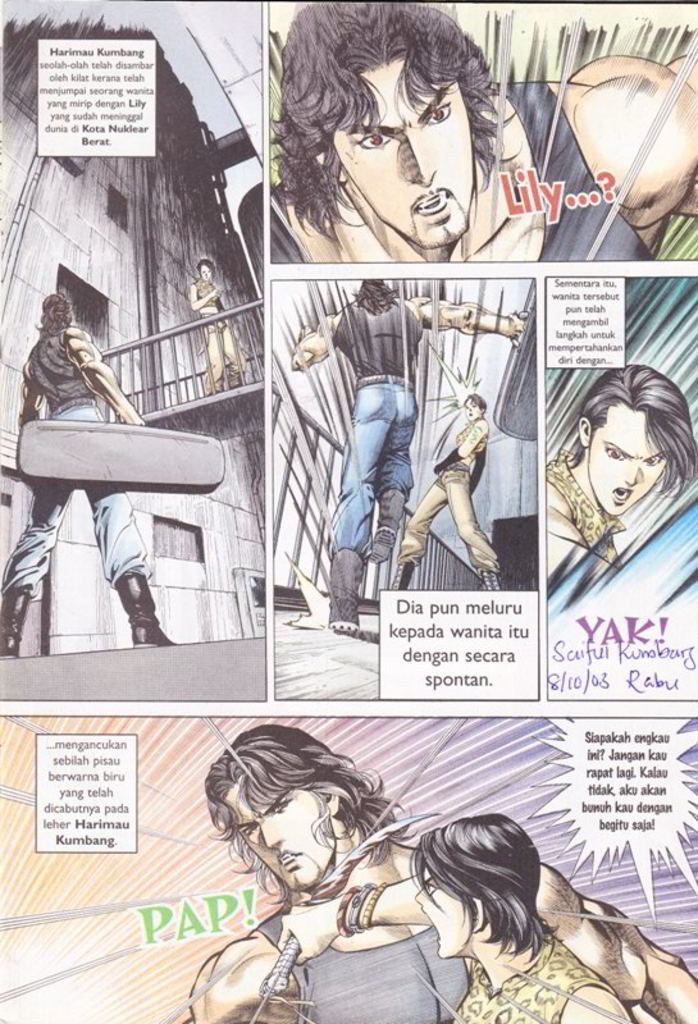 Harimau Kumbang
seolah-olah telah disambar
oleh kilat kerana telah
menjumpai seorang wanita
yang mirip dengan Lily
yang sudah meninggal
dunia di Kota Nuklear
Berat.
Lily...?
Dia pun meluru
kepada wanita itu
dengan secara
spontan.
Sementara itu,
wanita tersebut
pun telah
mengambil
langkah untuk
mempertahankan
diri dengan...
YAK!
Saiful Kumbang
8/10/03 Rabu
...mengancukan
sebilah pisau
berwarna biru
yang telah
dicabutnya pada
leher Harimau
Kumbang.
PAP!
Siapakah engkau
ini? Jangan kau
rapat lagi. Kalau
tidak, aku akan
bunuh kau dengan
begitu saja!